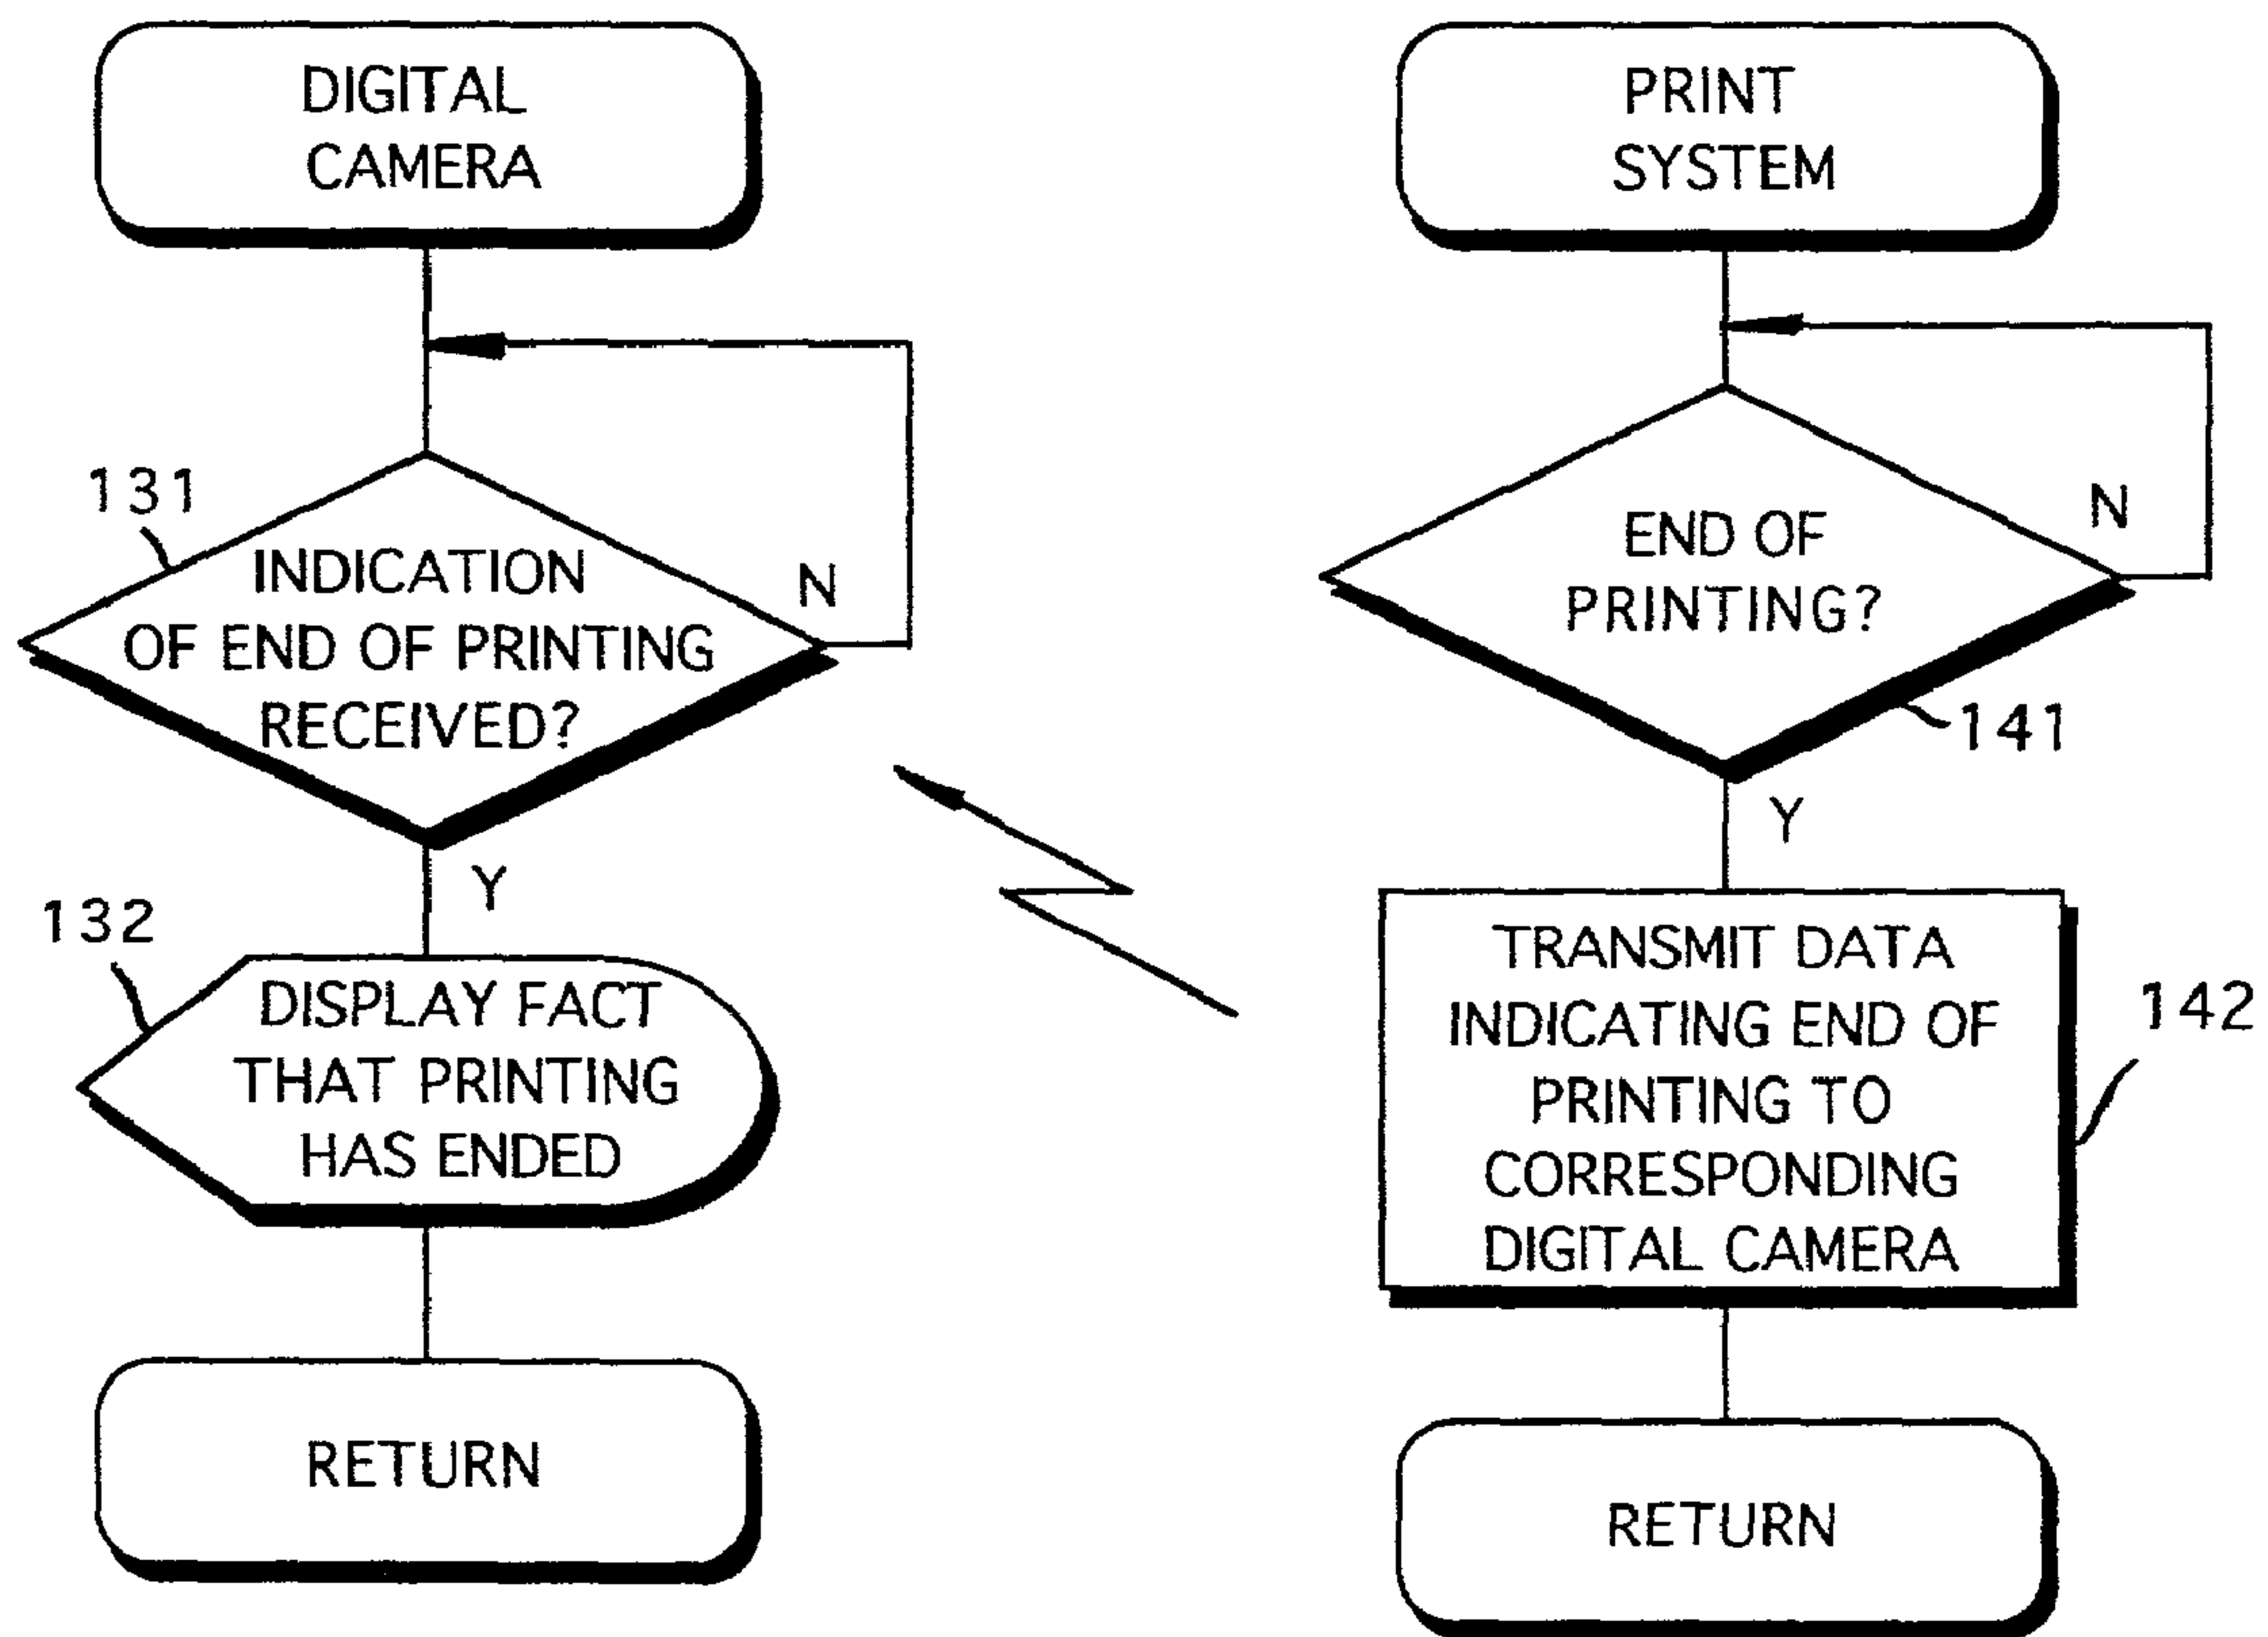 DIGITAL
CAMERA
131
INDICATION
OF END OF PRINTING
RECEIVED?
N
Y
132
DISPLAY FACT
THAT PRINTING
HAS ENDED
RETURN
PRINT
SYSTEM
END OF
PRINTING?
N
141
Y
TRANSMIT DATA
INDICATING END OF
PRINTING TO
CORRESPONDING
DIGITAL CAMERA
142
RETURN